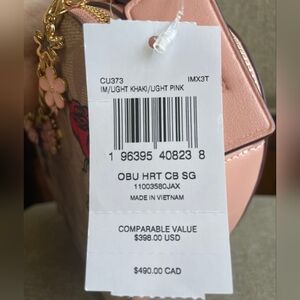 CU373 IMX3T
IM/LIGHT KHAKI/LIGHT PINK
1 96395 40823 8
OBU HRT CB SG
11003580JAX
MADE IN VIETNAM
COMPARABLE VALUE
$398.00 USD
$490.00 CAD